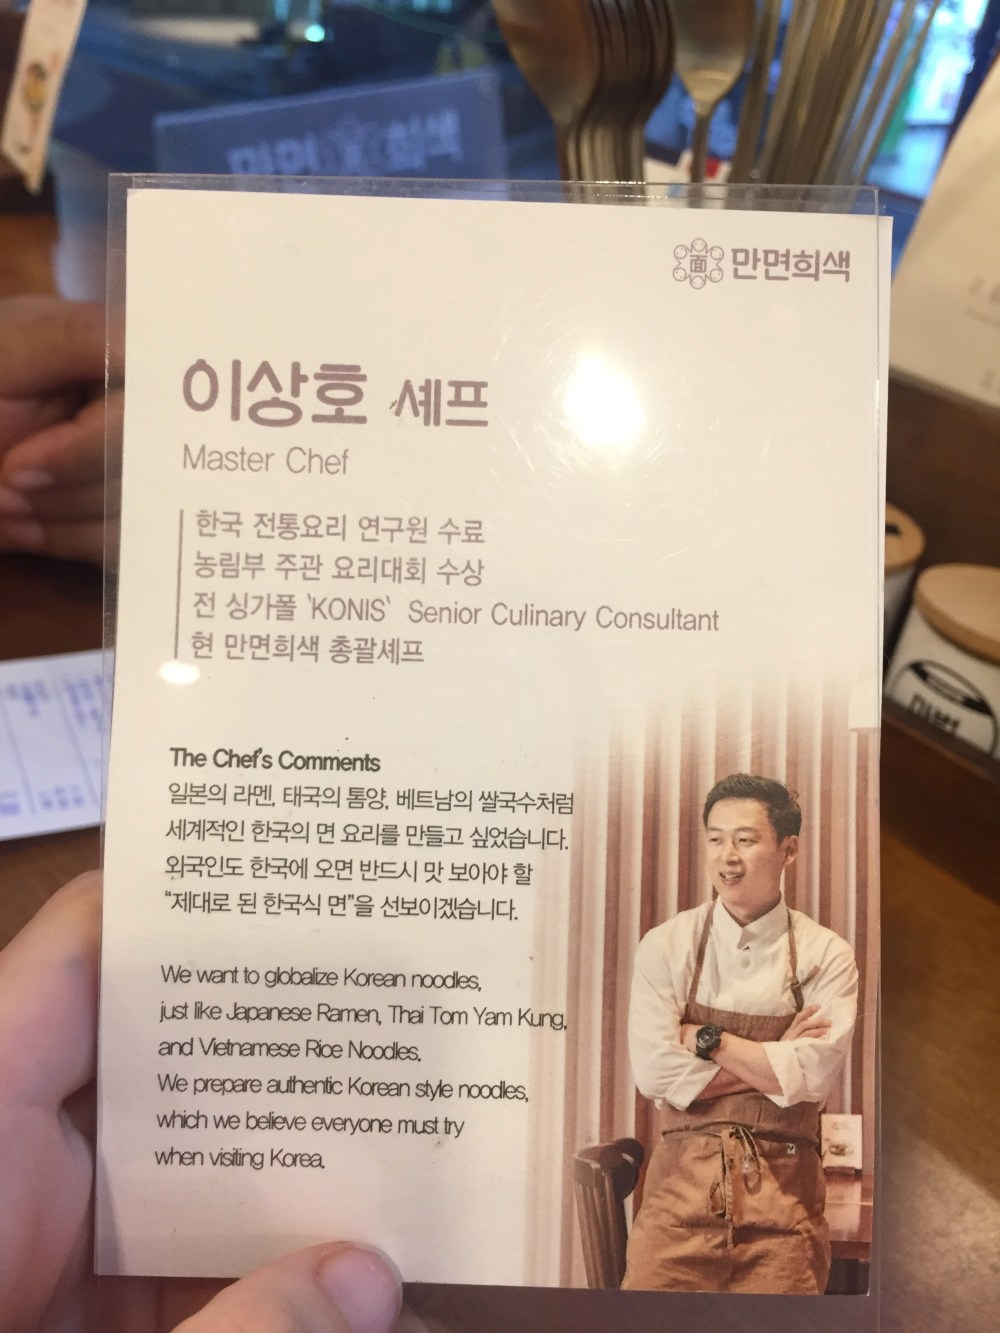 만면희색
面 만면희색
이상호 셰프
Master Chef
한국 전통요리 연구원 수료
농림부 주관 요리대회 수상
전 싱가폴 'KONIS' Senior Culinary Consultant
현 만면희색 총괄셰프
The Chef's Comments
일본의 라멘, 태국의 똠양, 베트남의 쌀국수처럼
세계적인 한국의 면 요리를 만들고 싶었습니다.
외국인도 한국에 오면 반드시 맛 보아야 할
"제대로 된 한국식 면"을 선보이겠습니다.
We want to globalize Korean noodles,
just like Japanese Ramen, Thai Tom Yam Kung,
and Vietnamese Rice Noodles.
We prepare authentic Korean style noodles,
which we believe everyone must try
when visiting Korea.